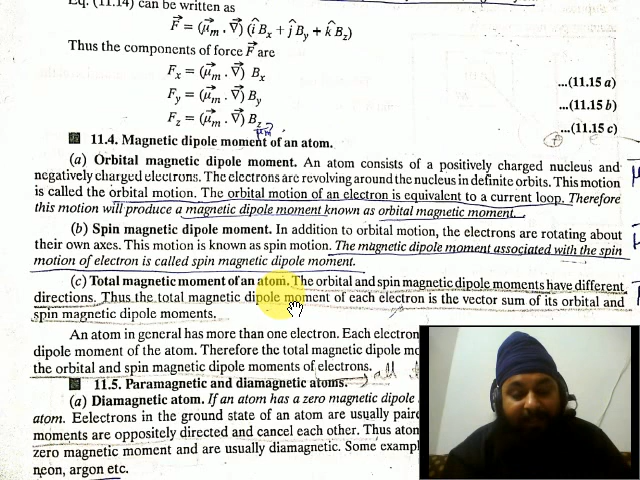 Eq. (11.14) can be written as
F⃗ = (μ⃗ₘ . ∇⃗) (î Bₓ + ĵ Bᵧ + k̂ B_z)
Thus the components of force F⃗ are
Fₓ = (μ⃗ₘ . ∇⃗) Bₓ
...(11.15 a)
Fᵧ = (μ⃗ₘ . ∇⃗) Bᵧ
...(11.15 b)
F_z = (μ⃗ₘ . ∇⃗) B_z
...(11.15 c)
11.4. Magnetic dipole moment of an atom.
(a) Orbital magnetic dipole moment. An atom consists of a positively charged nucleus and
negatively charged electrons. The electrons are revolving around the nucleus in definite orbits. This motion
is called the orbital motion. The orbital motion of an electron is equivalent to a current loop. Therefore
this motion will produce a magnetic dipole moment known as orbital magnetic moment.
(b) Spin magnetic dipole moment. In addition to orbital motion, the electrons are rotating about
their own axes. This motion is known as spin motion. The magnetic dipole moment associated with the spin
motion of electron is called spin magnetic dipole moment.
(c) Total magnetic moment of an atom. The orbital and spin magnetic dipole moments have different
directions. Thus the total magnetic dipole moment of each electron is the vector sum of its orbital and
spin magnetic dipole moments.
An atom in general has more than one electron. Each electron
dipole moment of the atom. Therefore the total magnetic dipole mo
the orbital and spin magnetic dipole moments of electrons. all
11.5. Paramagnetic and diamagnetic atoms.
(a) Diamagnetic atom. If an atom has a zero magnetic dipole
atom. Eelectrons in the ground state of an atom are usually paire
moments are oppositely directed and cancel each other. Thus atom
zero magnetic moment and are usually diamagnetic. Some exampl
neon, argon etc.